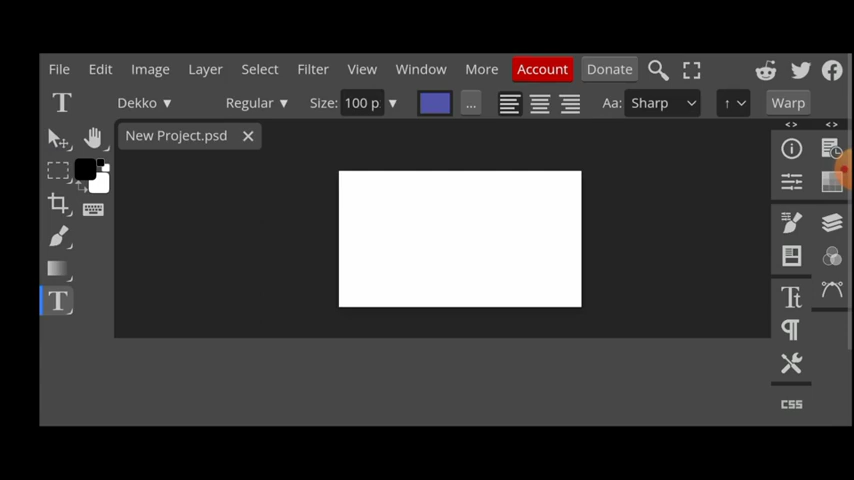 File Edit Image Layer Select Filter View Window More Account Donate
T Dekko Regular Size: 100 p ... Aa: Sharp ↑ Warp
New Project.psd
T
Tt
CSS